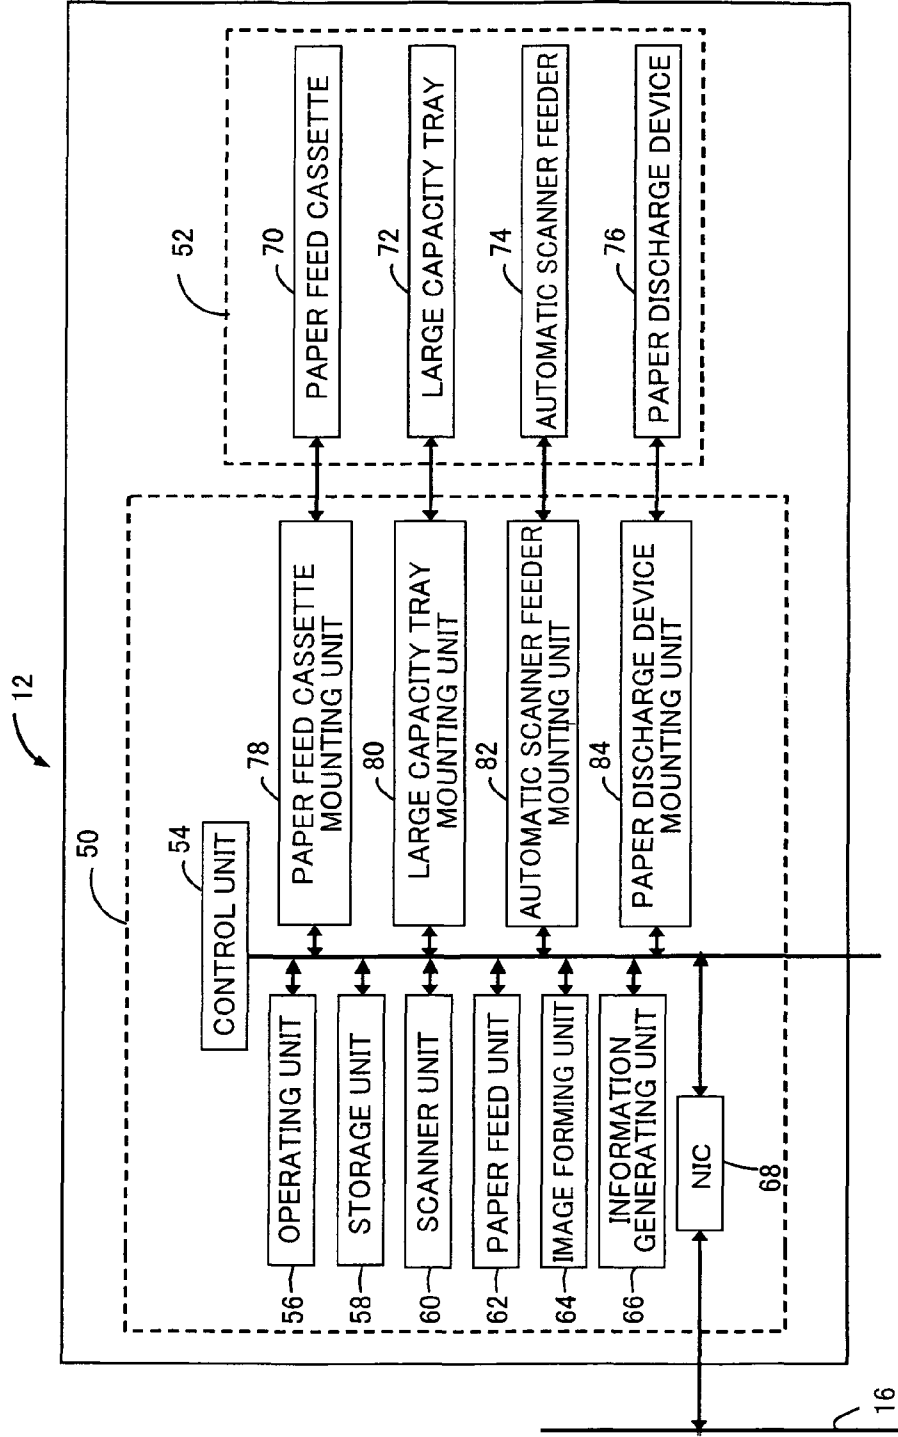 12
50
52
54
CONTROL UNIT
56
OPERATING UNIT
58
STORAGE UNIT
60
SCANNER UNIT
62
PAPER FEED UNIT
64
IMAGE FORMING UNIT
66
INFORMATION
GENERATING UNIT
NIC
68
78
PAPER FEED CASSETTE
MOUNTING UNIT
80
LARGE CAPACITY TRAY
MOUNTING UNIT
82
AUTOMATIC SCANNER FEEDER
MOUNTING UNIT
84
PAPER DISCHARGE DEVICE
MOUNTING UNIT
70
PAPER FEED CASSETTE
72
LARGE CAPACITY TRAY
74
AUTOMATIC SCANNER FEEDER
76
PAPER DISCHARGE DEVICE
16